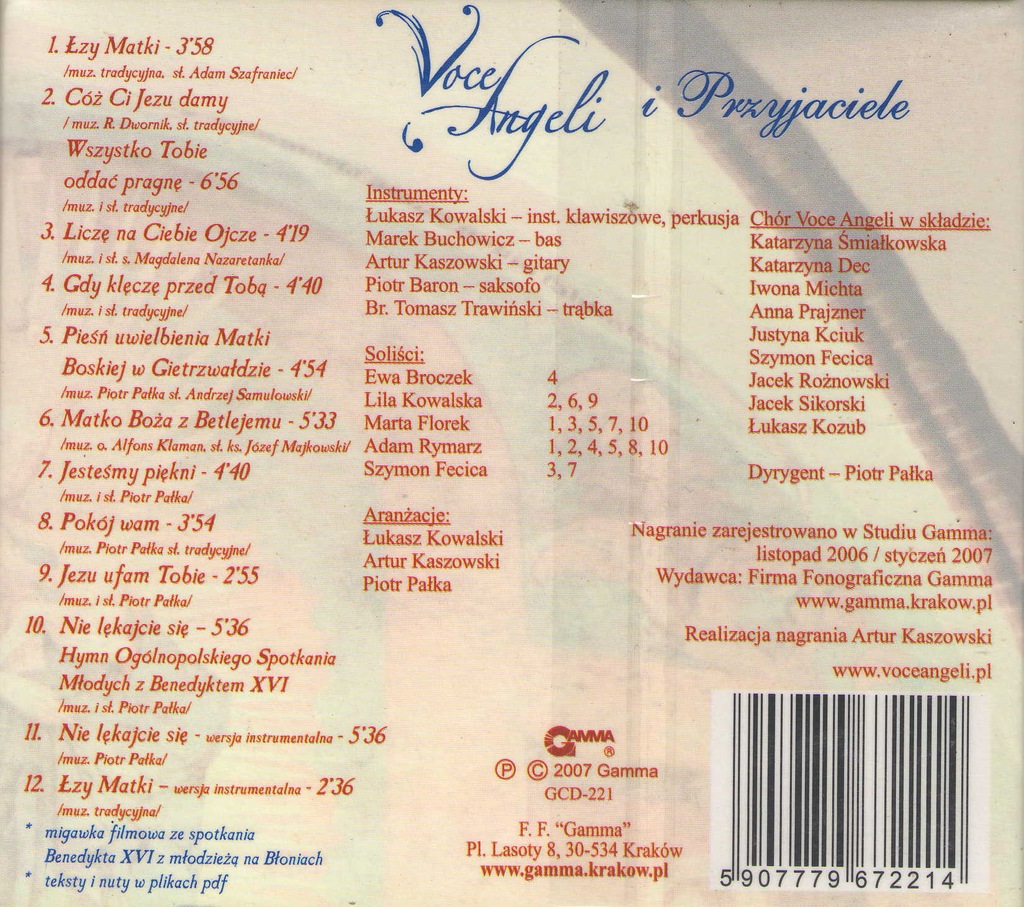 Voce
Angeli i Przyjaciele
1. Łzy Matki - 3'58
/muz. tradycyjna, sł. Adam Szafraniec/
2. Cóż Ci Jezu damy
/ muz. R. Dwornik, sł. tradycyjne/
Wszystko Tobie
oddać pragnę - 6'56
/muz. i sł. tradycyjne/
3. Liczę na Ciebie Ojcze - 4'19
/muz. i sł. s. Magdalena Nazaretanka/
4. Gdy klęczę przed Tobą - 4'40
/muz. i sł. tradycyjne/
5. Pieśń uwielbienia Matki
Boskiej w Gietrzwałdzie - 4'54
/muz. Piotr Pałka sł. Andrzej Samulowski/
6. Matko Boża z Betlejemu - 5'33
/muz. o. Alfons Klaman, sł. ks. Józef Majkowski/
7. Jesteśmy piękni - 4'40
/muz. i sł. Piotr Pałka/
8. Pokój wam - 3'54
/muz. Piotr Pałka sł. tradycyjne/
9. Jezu ufam Tobie - 2'55
/muz. i sł. Piotr Pałka/
10. Nie lękajcie się – 5'36
Hymn Ogólnopolskiego Spotkania
Młodych z Benedyktem XVI
/muz. i sł. Piotr Pałka/
11. Nie lękajcie się - wersja instrumentalna - 5'36
/muz. Piotr Pałka/
12. Łzy Matki – wersja instrumentalna - 2'36
/muz. tradycyjna/
* migawka filmowa ze spotkania
Benedykta XVI z młodzieżą na Błoniach
* teksty i nuty w plikach pdf
Instrumenty:
Łukasz Kowalski – inst. klawiszowe, perkusja
Marek Buchowicz – bas
Artur Kaszowski – gitary
Piotr Baron – saksofo
Br. Tomasz Trawiński – trąbka
Soliści:
Ewa Broczek 4
Lila Kowalska 2, 6, 9
Marta Florek 1, 3, 5, 7, 10
Adam Rymarz 1, 2, 4, 5, 8, 10
Szymon Fecica 3, 7
Aranżacje:
Łukasz Kowalski
Artur Kaszowski
Piotr Pałka
Chór Voce Angeli w składzie:
Katarzyna Śmiałkowska
Katarzyna Dec
Iwona Michta
Anna Prajzner
Justyna Kciuk
Szymon Fecica
Jacek Rożnowski
Jacek Sikorski
Łukasz Kozub
Dyrygent – Piotr Pałka
Nagranie zarejestrowano w Studiu Gamma:
listopad 2006 / styczeń 2007
Wydawca: Firma Fonograficzna Gamma
www.gamma.krakow.pl
Realizacja nagrania Artur Kaszowski
www.voceangeli.pl
GAMMA ®
Ⓟ © 2007 Gamma
GCD-221
F. F. “Gamma”
Pl. Lasoty 8, 30-534 Kraków
www.gamma.krakow.pl
5 907779 672214